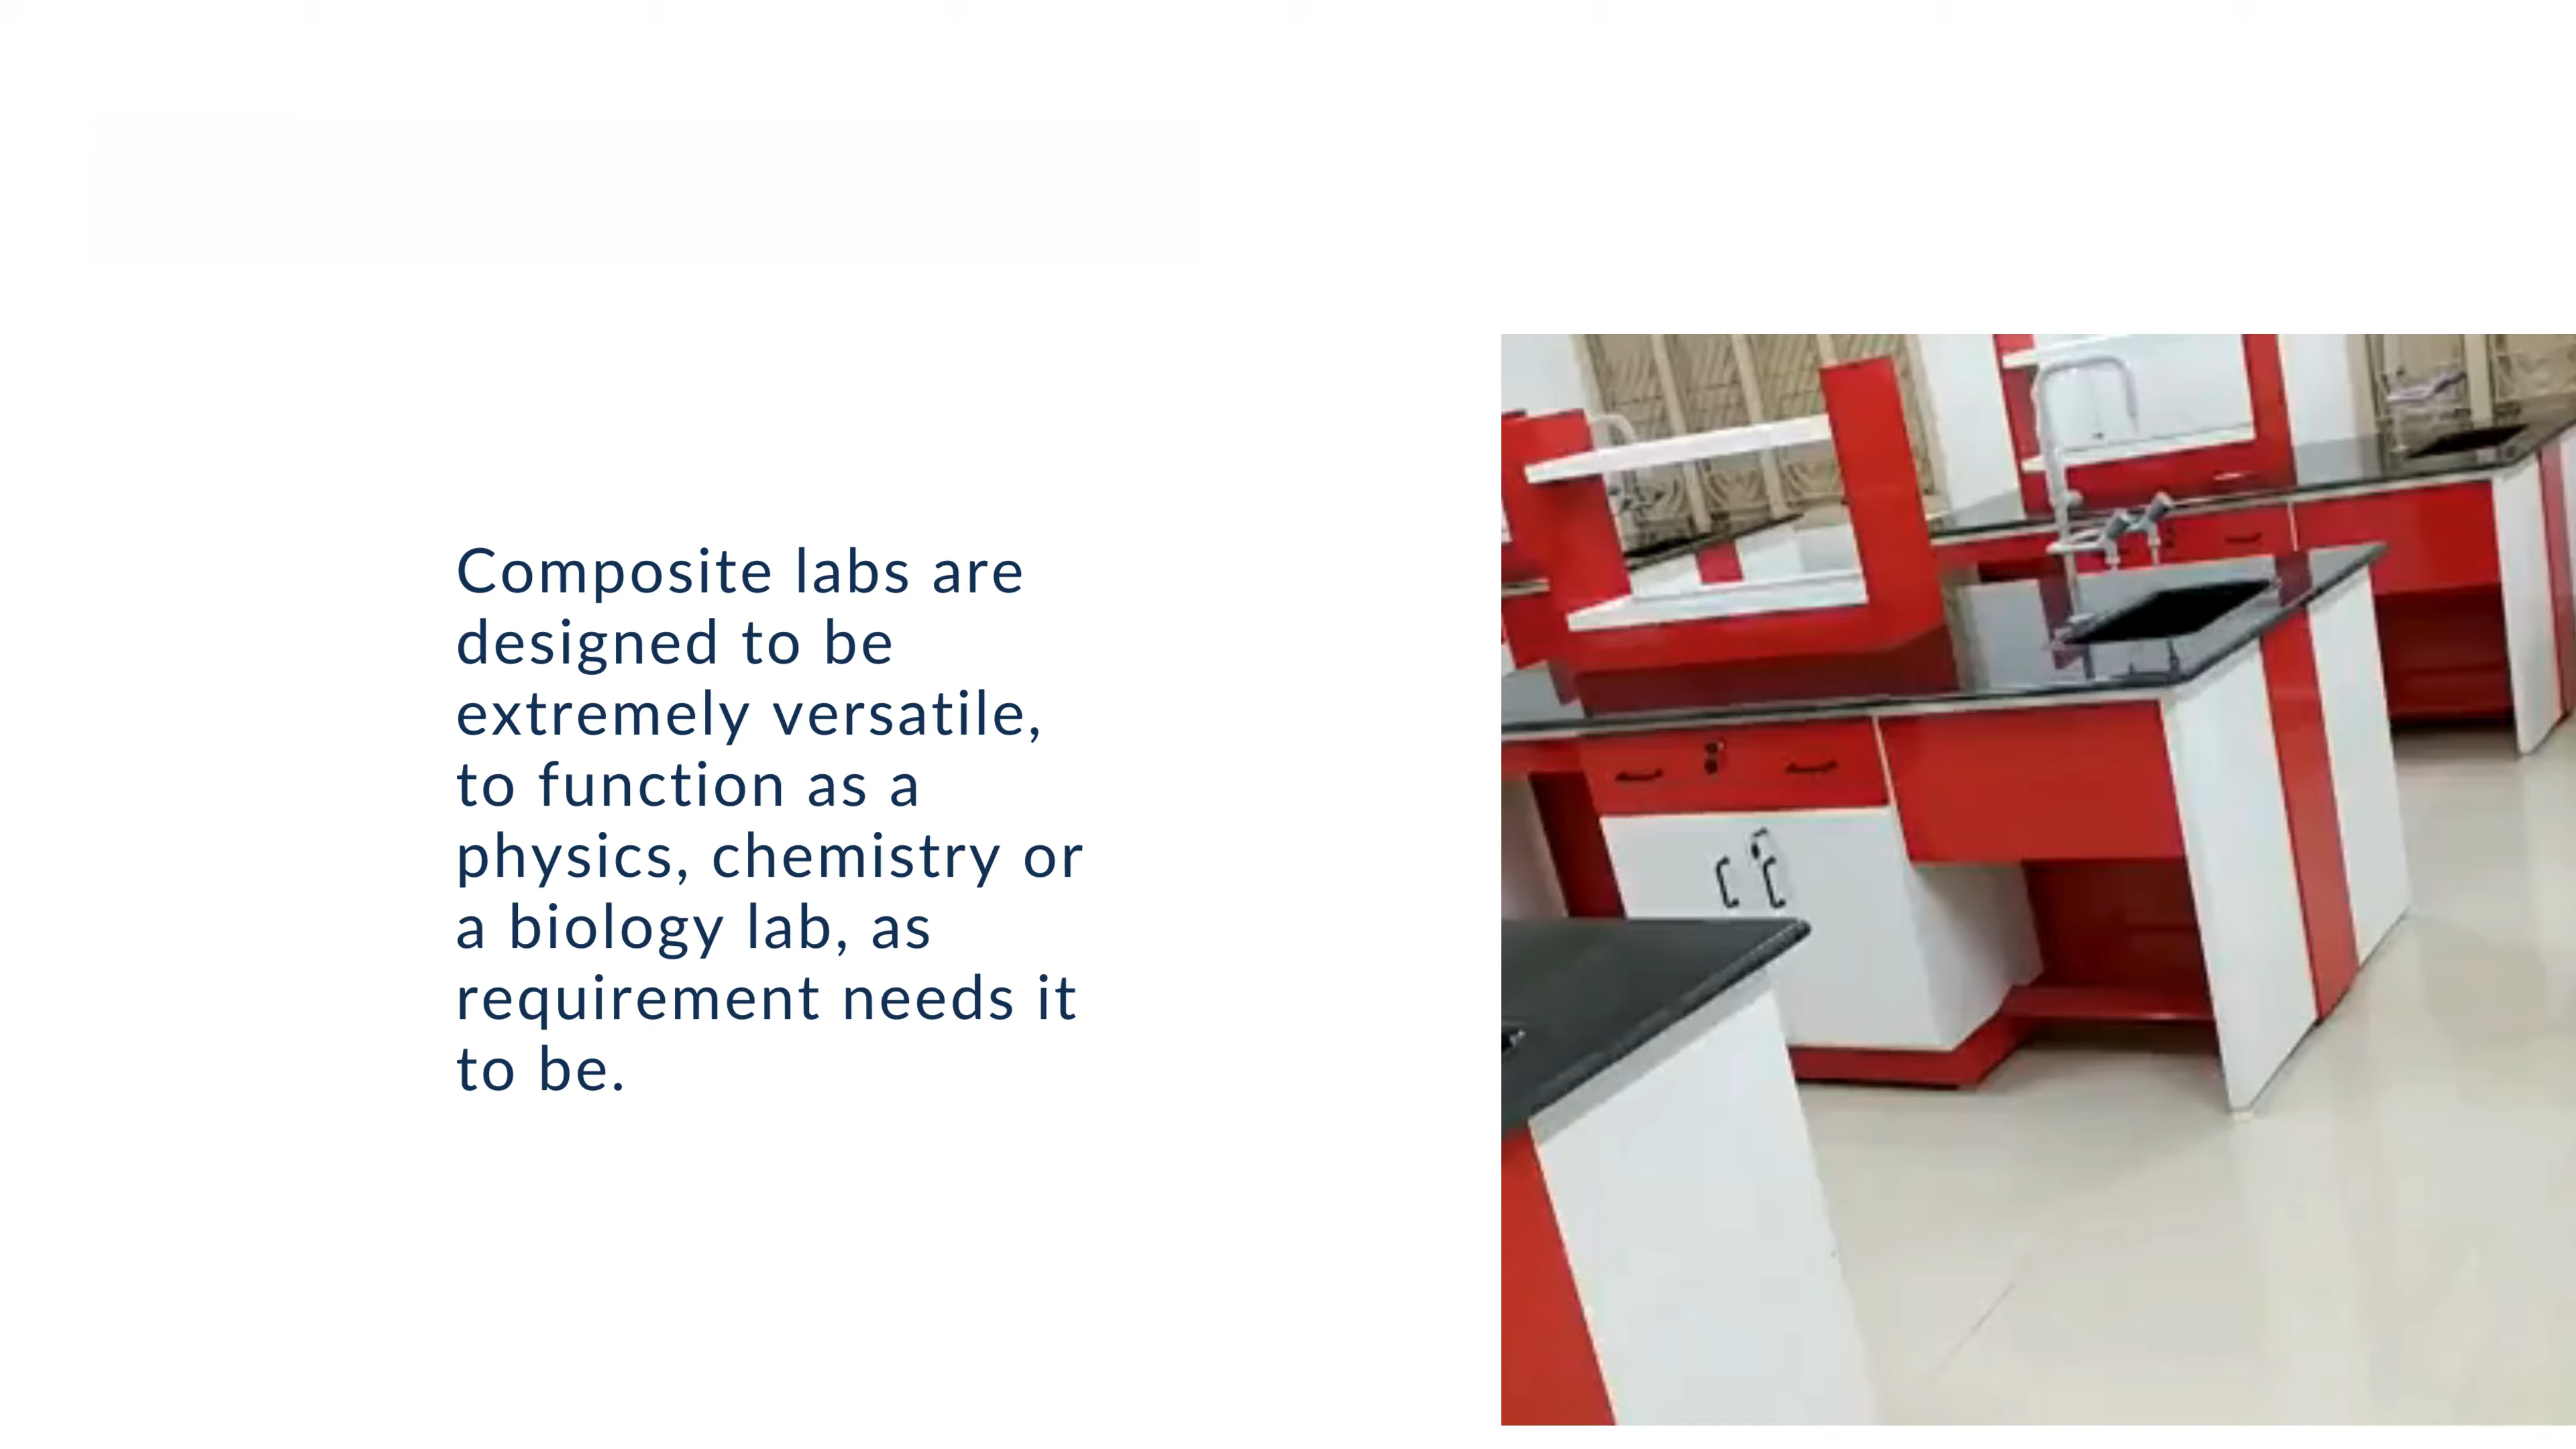 Composite labs are
designed to be
extremely versatile,
to function as a
physics, chemistry or
a biology lab, as
requirement needs it
to be.